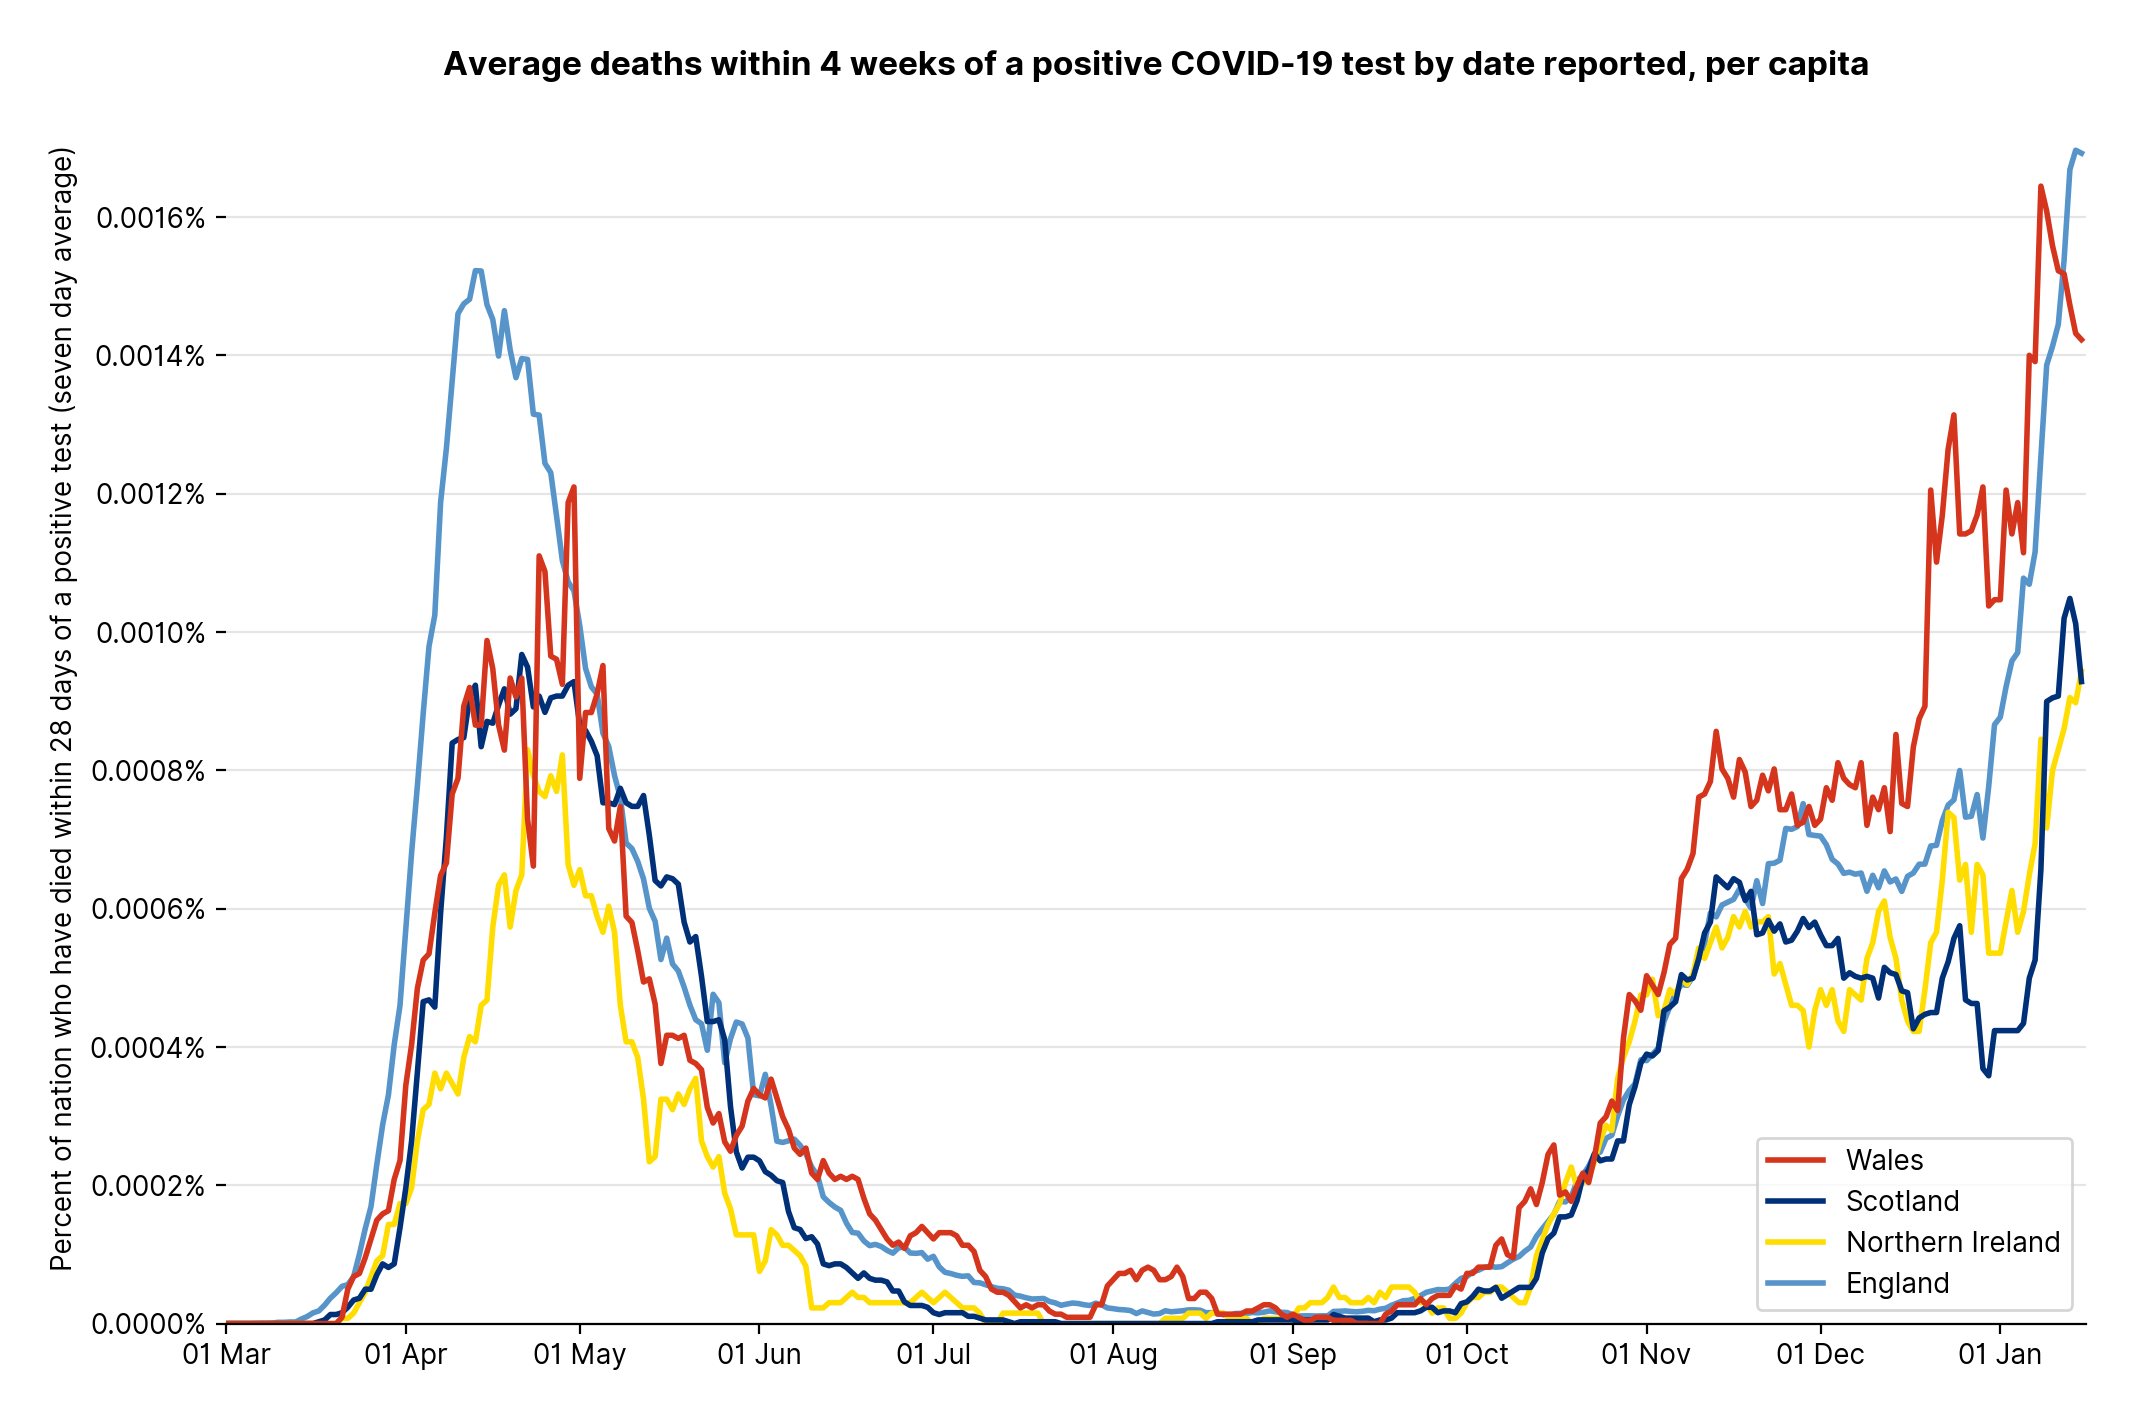 Average deaths within 4 weeks of a positive COVID-19 test by date reported, per capita
Percent of nation who have died within 28 days of a positive test (seven day average)
0.0016%
0.0014%
0.0012%
0.0010%
0.0008%
0.0006%
0.0004%
0.0002%
0.0000%
01 Mar
01 Apr
01 May
01 Jun
01 Jul
01 Aug
01 Sep
01 Oct
01 Nov
01 Dec
01 Jan
Wales
Scotland
Northern Ireland
England